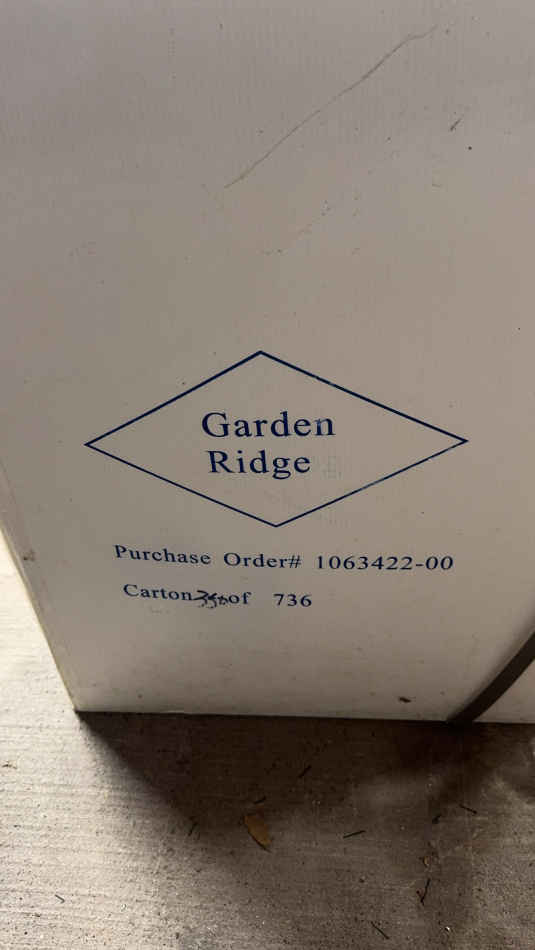 Garden
Ridge
Purchase Order# 1063422-00
Carton of 736